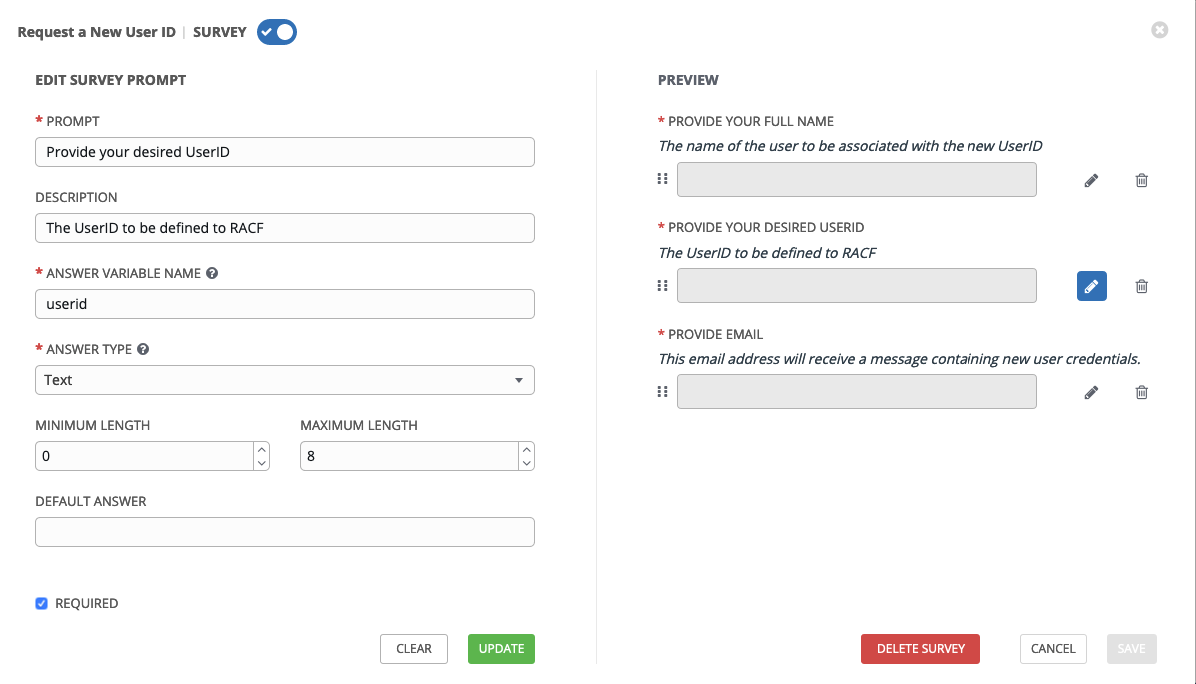 Request a New User ID | SURVEY
EDIT SURVEY PROMPT
* PROMPT
Provide your desired UserID
DESCRIPTION
The UserID to be defined to RACF
* ANSWER VARIABLE NAME ?
userid
* ANSWER TYPE ?
Text
MINIMUM LENGTH MAXIMUM LENGTH
0 8
DEFAULT ANSWER
REQUIRED
CLEAR UPDATE
PREVIEW
* PROVIDE YOUR FULL NAME
The name of the user to be associated with the new UserID
* PROVIDE YOUR DESIRED USERID
The UserID to be defined to RACF
* PROVIDE EMAIL
This email address will receive a message containing new user credentials.
DELETE SURVEY CANCEL SAVE